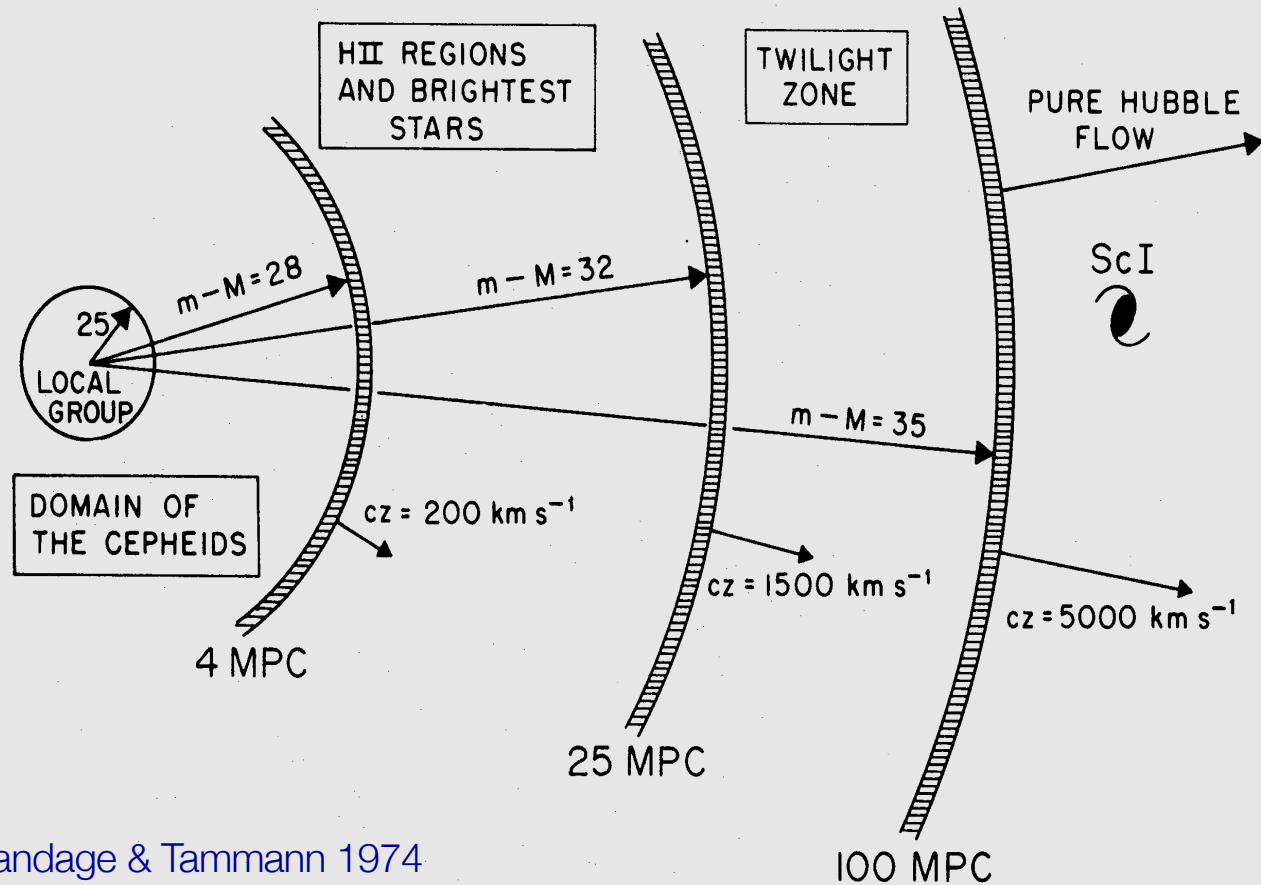 HII REGIONS
AND BRIGHTEST
STARS
TWILIGHT
ZONE
PURE HUBBLE
FLOW
ScI
m – M = 28
m – M = 32
25
LOCAL
GROUP
m – M = 35
DOMAIN OF
THE CEPHEIDS
cz = 200 km s⁻¹
cz = 1500 km s⁻¹
cz = 5000 km s⁻¹
4 MPC
25 MPC
100 MPC
andage & Tammann 1974